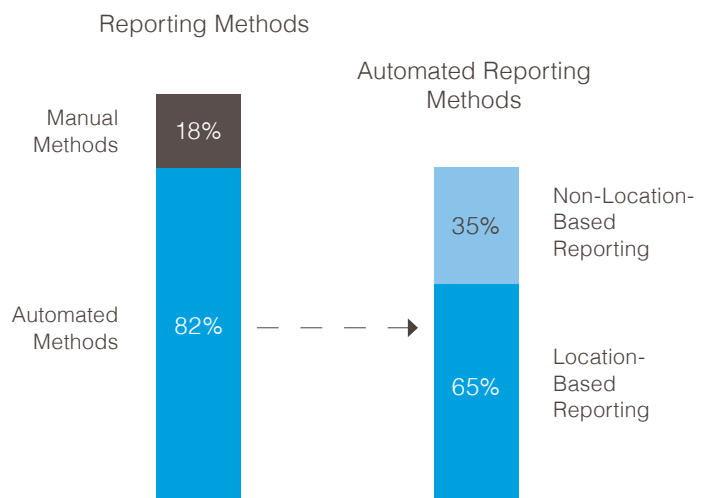 Reporting Methods
Manual
Methods
18%
Automated
Methods
82%
Automated Reporting
Methods
35%
Non-Location-
Based
Reporting
65%
Location-
Based
Reporting